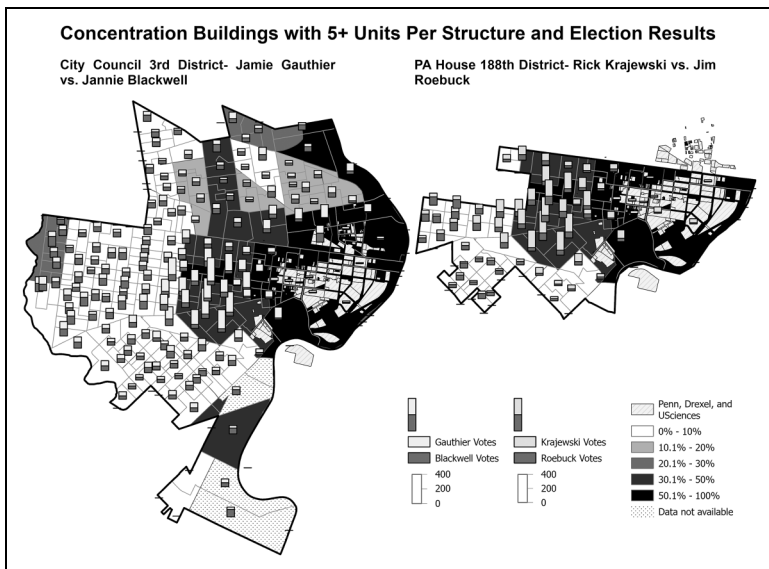 Concentration Buildings with 5+ Units Per Structure and Election Results
City Council 3rd District- Jamie Gauthier
vs. Jannie Blackwell
PA House 188th District- Rick Krajewski vs. Jim
Roebuck
Gauthier Votes
Blackwell Votes
400
200
0
Krajewski Votes
Roebuck Votes
400
200
0
Penn, Drexel, and
USciences
0% - 10%
10.1% - 20%
20.1% - 30%
30.1% - 50%
50.1% - 100%
Data not available